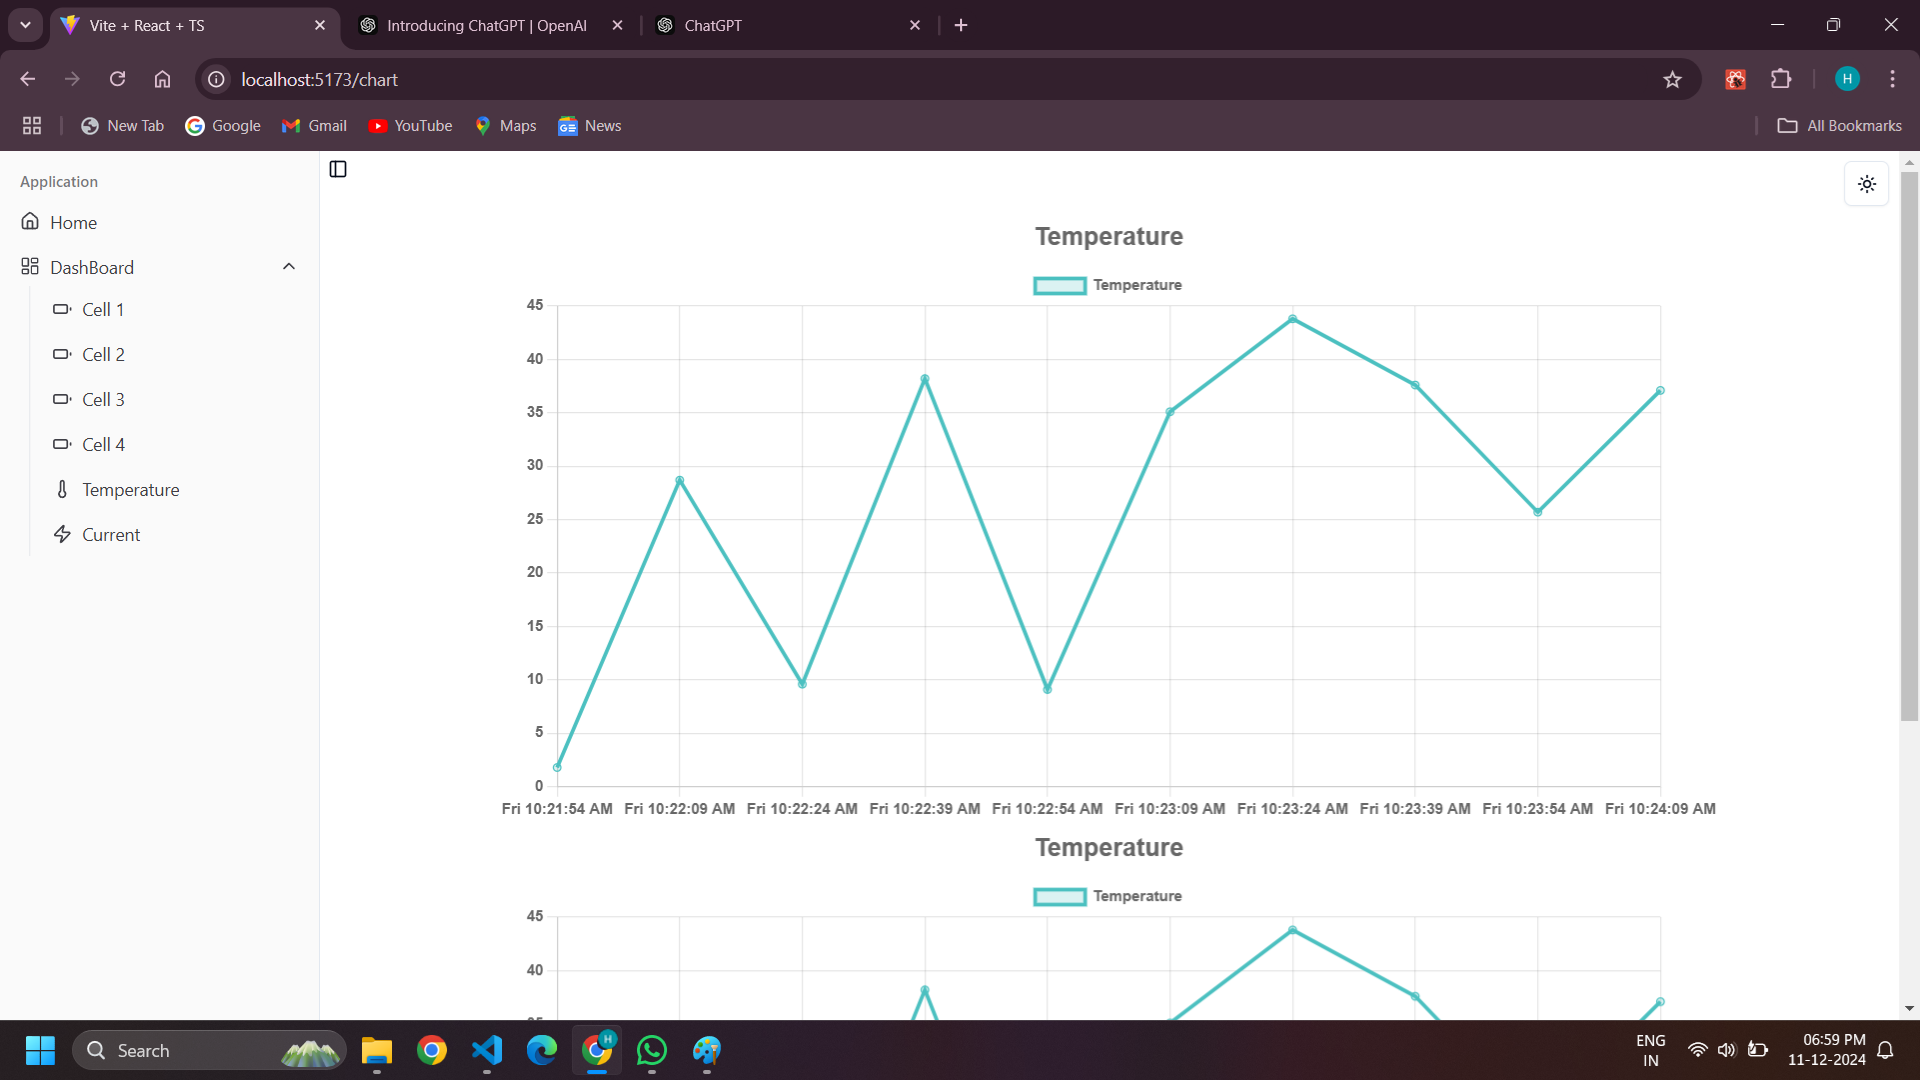 Vite + React + TS
Introducing ChatGPT | OpenAI
ChatGPT
localhost:5173/chart
H
New Tab
Google
Gmail
YouTube
Maps
News
All Bookmarks
Application
Home
DashBoard
Cell 1
Cell 2
Cell 3
Cell 4
Temperature
Current
Temperature
Temperature
45
40
35
30
25
20
15
10
5
0
Fri 10:21:54 AM Fri 10:22:09 AM Fri 10:22:24 AM Fri 10:22:39 AM Fri 10:22:54 AM Fri 10:23:09 AM Fri 10:23:24 AM Fri 10:23:39 AM Fri 10:23:54 AM Fri 10:24:09 AM
Temperature
Temperature
45
40
Search
H
ENG
IN
06:59 PM
11-12-2024